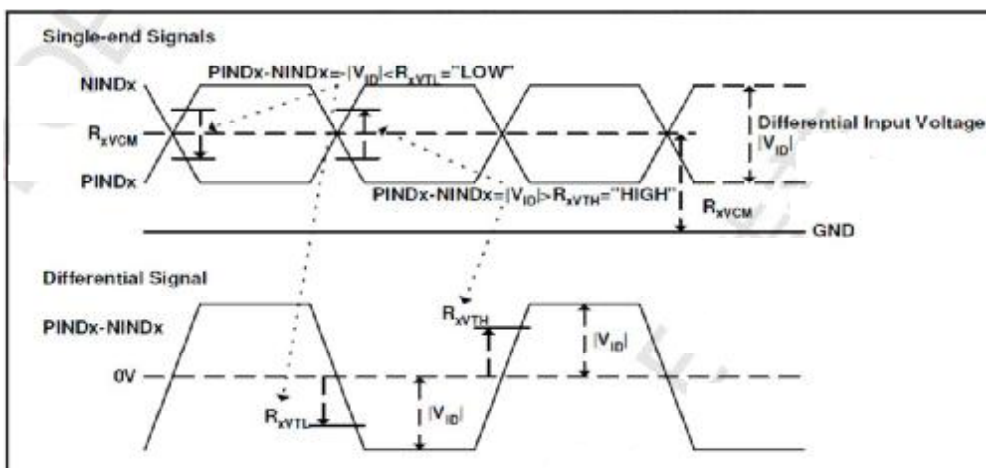 Single-end Signals
PINDx-NINDx=-|VID|<RxVTL="LOW"
NINDx
RxVCM
Differential Input Voltage
|VID|
PINDx
PINDx-NINDx=|VID|>RxVTH="HIGH"
RxVCM
GND
Differential Signal
RxVTH
PINDx-NINDx
|VID|
0V
RxVTL
|VID|